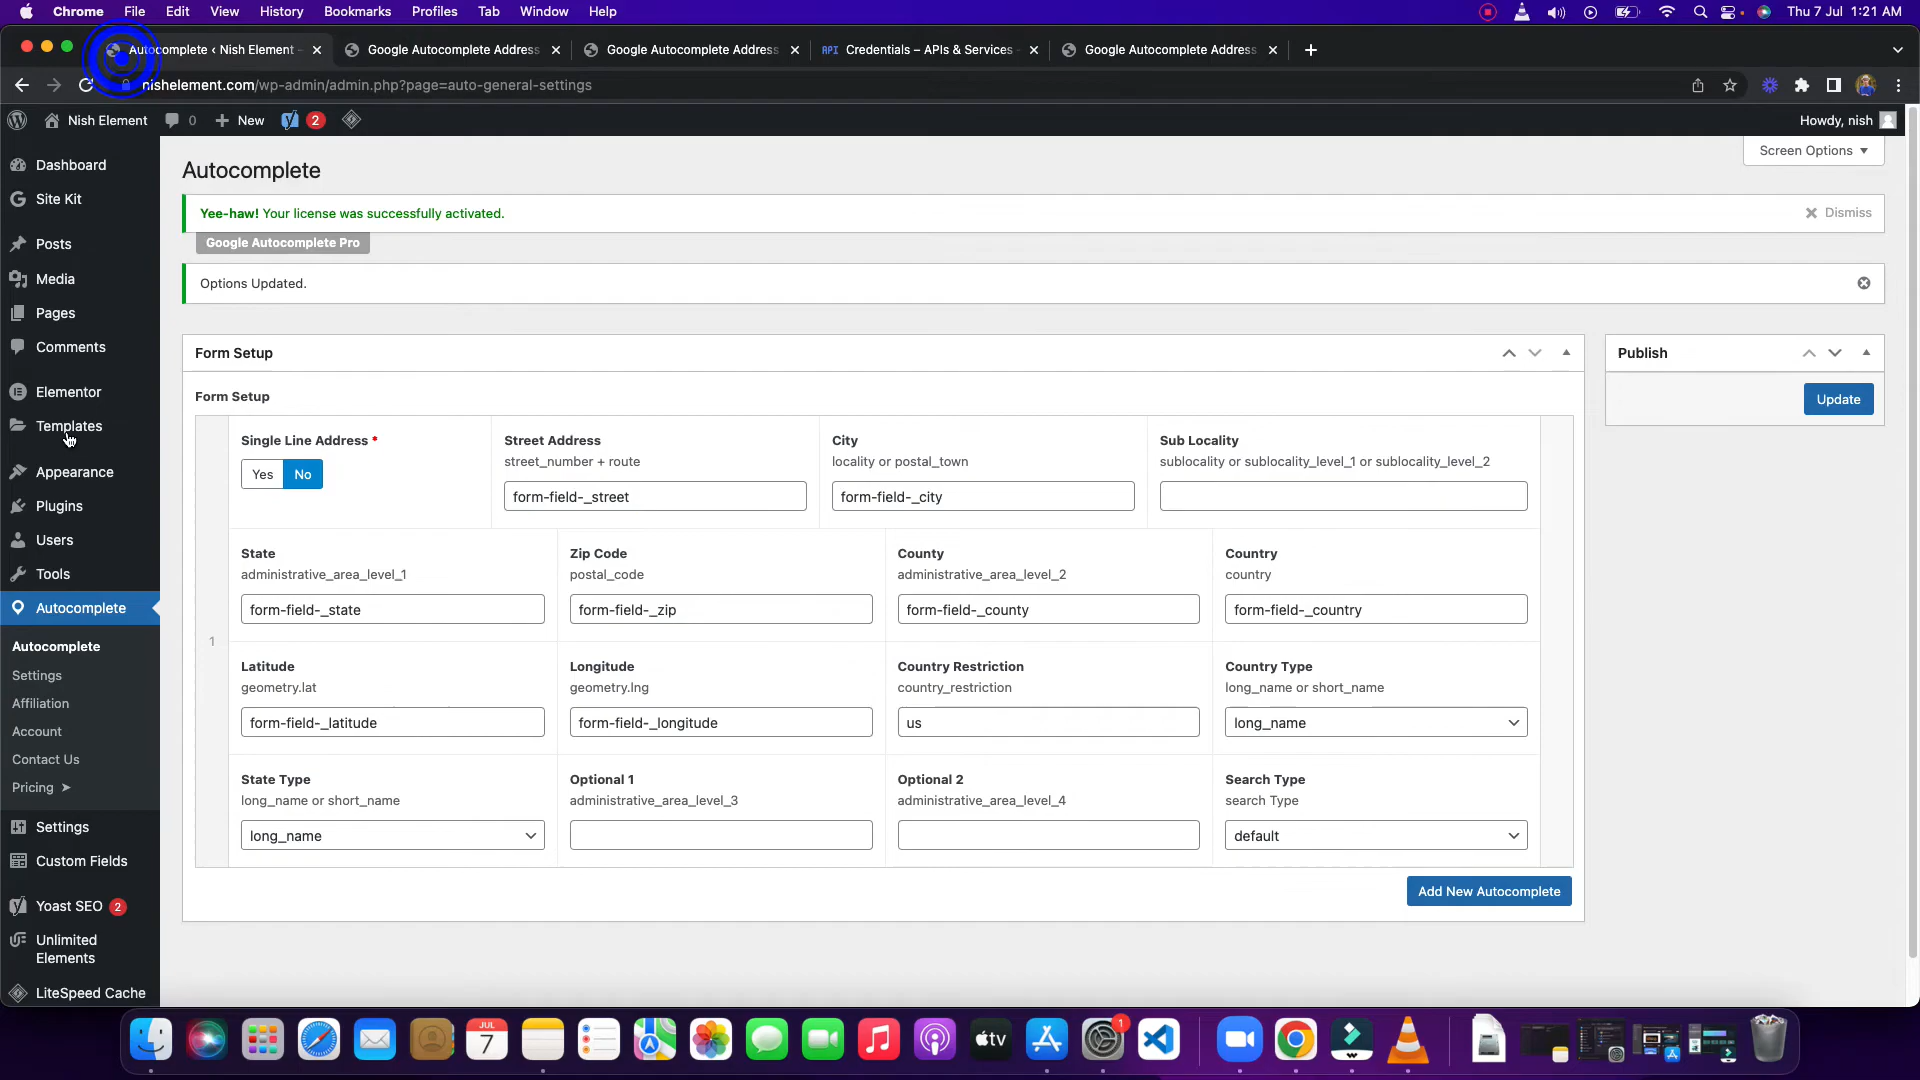 Chrome File Edit View History Bookmarks Profiles Tab Window Help Thu 7 Jul 1:21 AM
Autocomplete ‹ Nish Element – Google Autocomplete Address Google Autocomplete Address API Credentials – APIs & Services Google Autocomplete Address
nishelement.com/wp-admin/admin.php?page=auto-general-settings
Nish Element 0 New 2 Howdy, nish
Screen Options
Dashboard
Site Kit
Posts
Media
Pages
Comments
Elementor
Templates
Appearance
Plugins
Users
Tools
Autocomplete
Autocomplete
Settings
Affiliation
Account
Contact Us
Pricing ➤
Settings
Custom Fields
Yoast SEO 2
Unlimited
Elements
LiteSpeed Cache
Autocomplete
Yee-haw! Your license was successfully activated. Dismiss
Google Autocomplete Pro
Options Updated.
Form Setup
Form Setup
Single Line Address * Street Address City Sub Locality
street_number + route locality or postal_town sublocality or sublocality_level_1 or sublocality_level_2
Yes No form-field-_street form-field-_city
State Zip Code County Country
administrative_area_level_1 postal_code administrative_area_level_2 country
form-field-_state form-field-_zip form-field-_county form-field-_country
1
Latitude Longitude Country Restriction Country Type
geometry.lat geometry.lng country_restriction long_name or short_name
form-field-_latitude form-field-_longitude us long_name
State Type Optional 1 Optional 2 Search Type
long_name or short_name administrative_area_level_3 administrative_area_level_4 search Type
long_name default
Add New Autocomplete
Publish
Update
JUL
7
tv
1